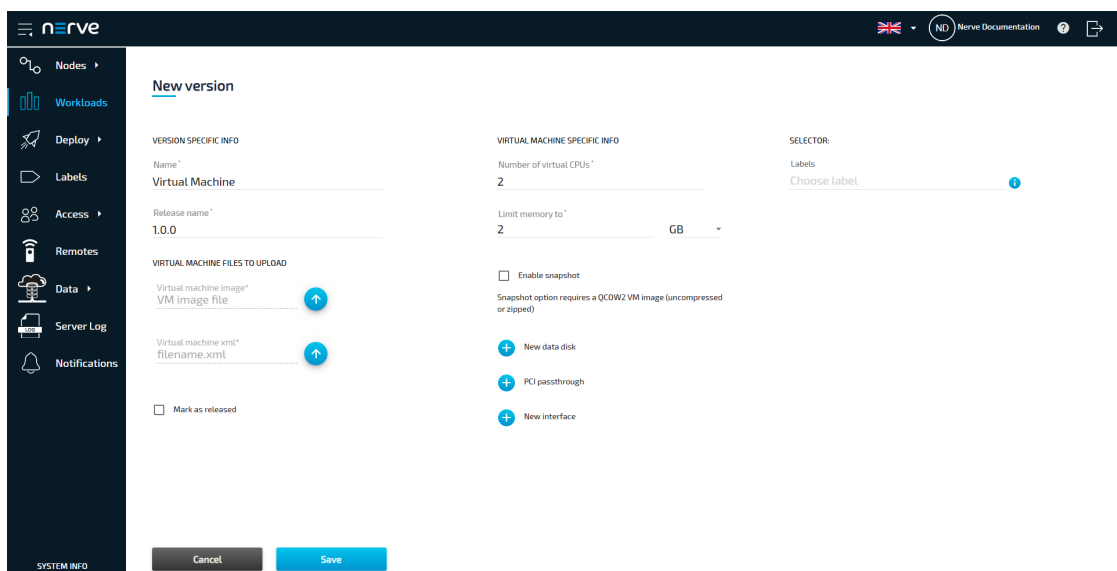 nerve
ND Nerve Documentation ?
Nodes
Workloads
Deploy
Labels
Access
Remotes
Data
LOG
Server Log
Notifications
SYSTEM INFO
New version
VERSION SPECIFIC INFO
Name*
Virtual Machine
Release name*
1.0.0
VIRTUAL MACHINE FILES TO UPLOAD
Virtual machine image*
VM image file
Virtual machine xml*
filename.xml
Mark as released
VIRTUAL MACHINE SPECIFIC INFO
Number of virtual CPUs*
2
Limit memory to*
2 GB
Enable snapshot
Snapshot option requires a QCOW2 VM image (uncompressed
or zipped)
New data disk
PCI passthrough
New interface
SELECTOR:
Labels
Choose label
i
Cancel Save